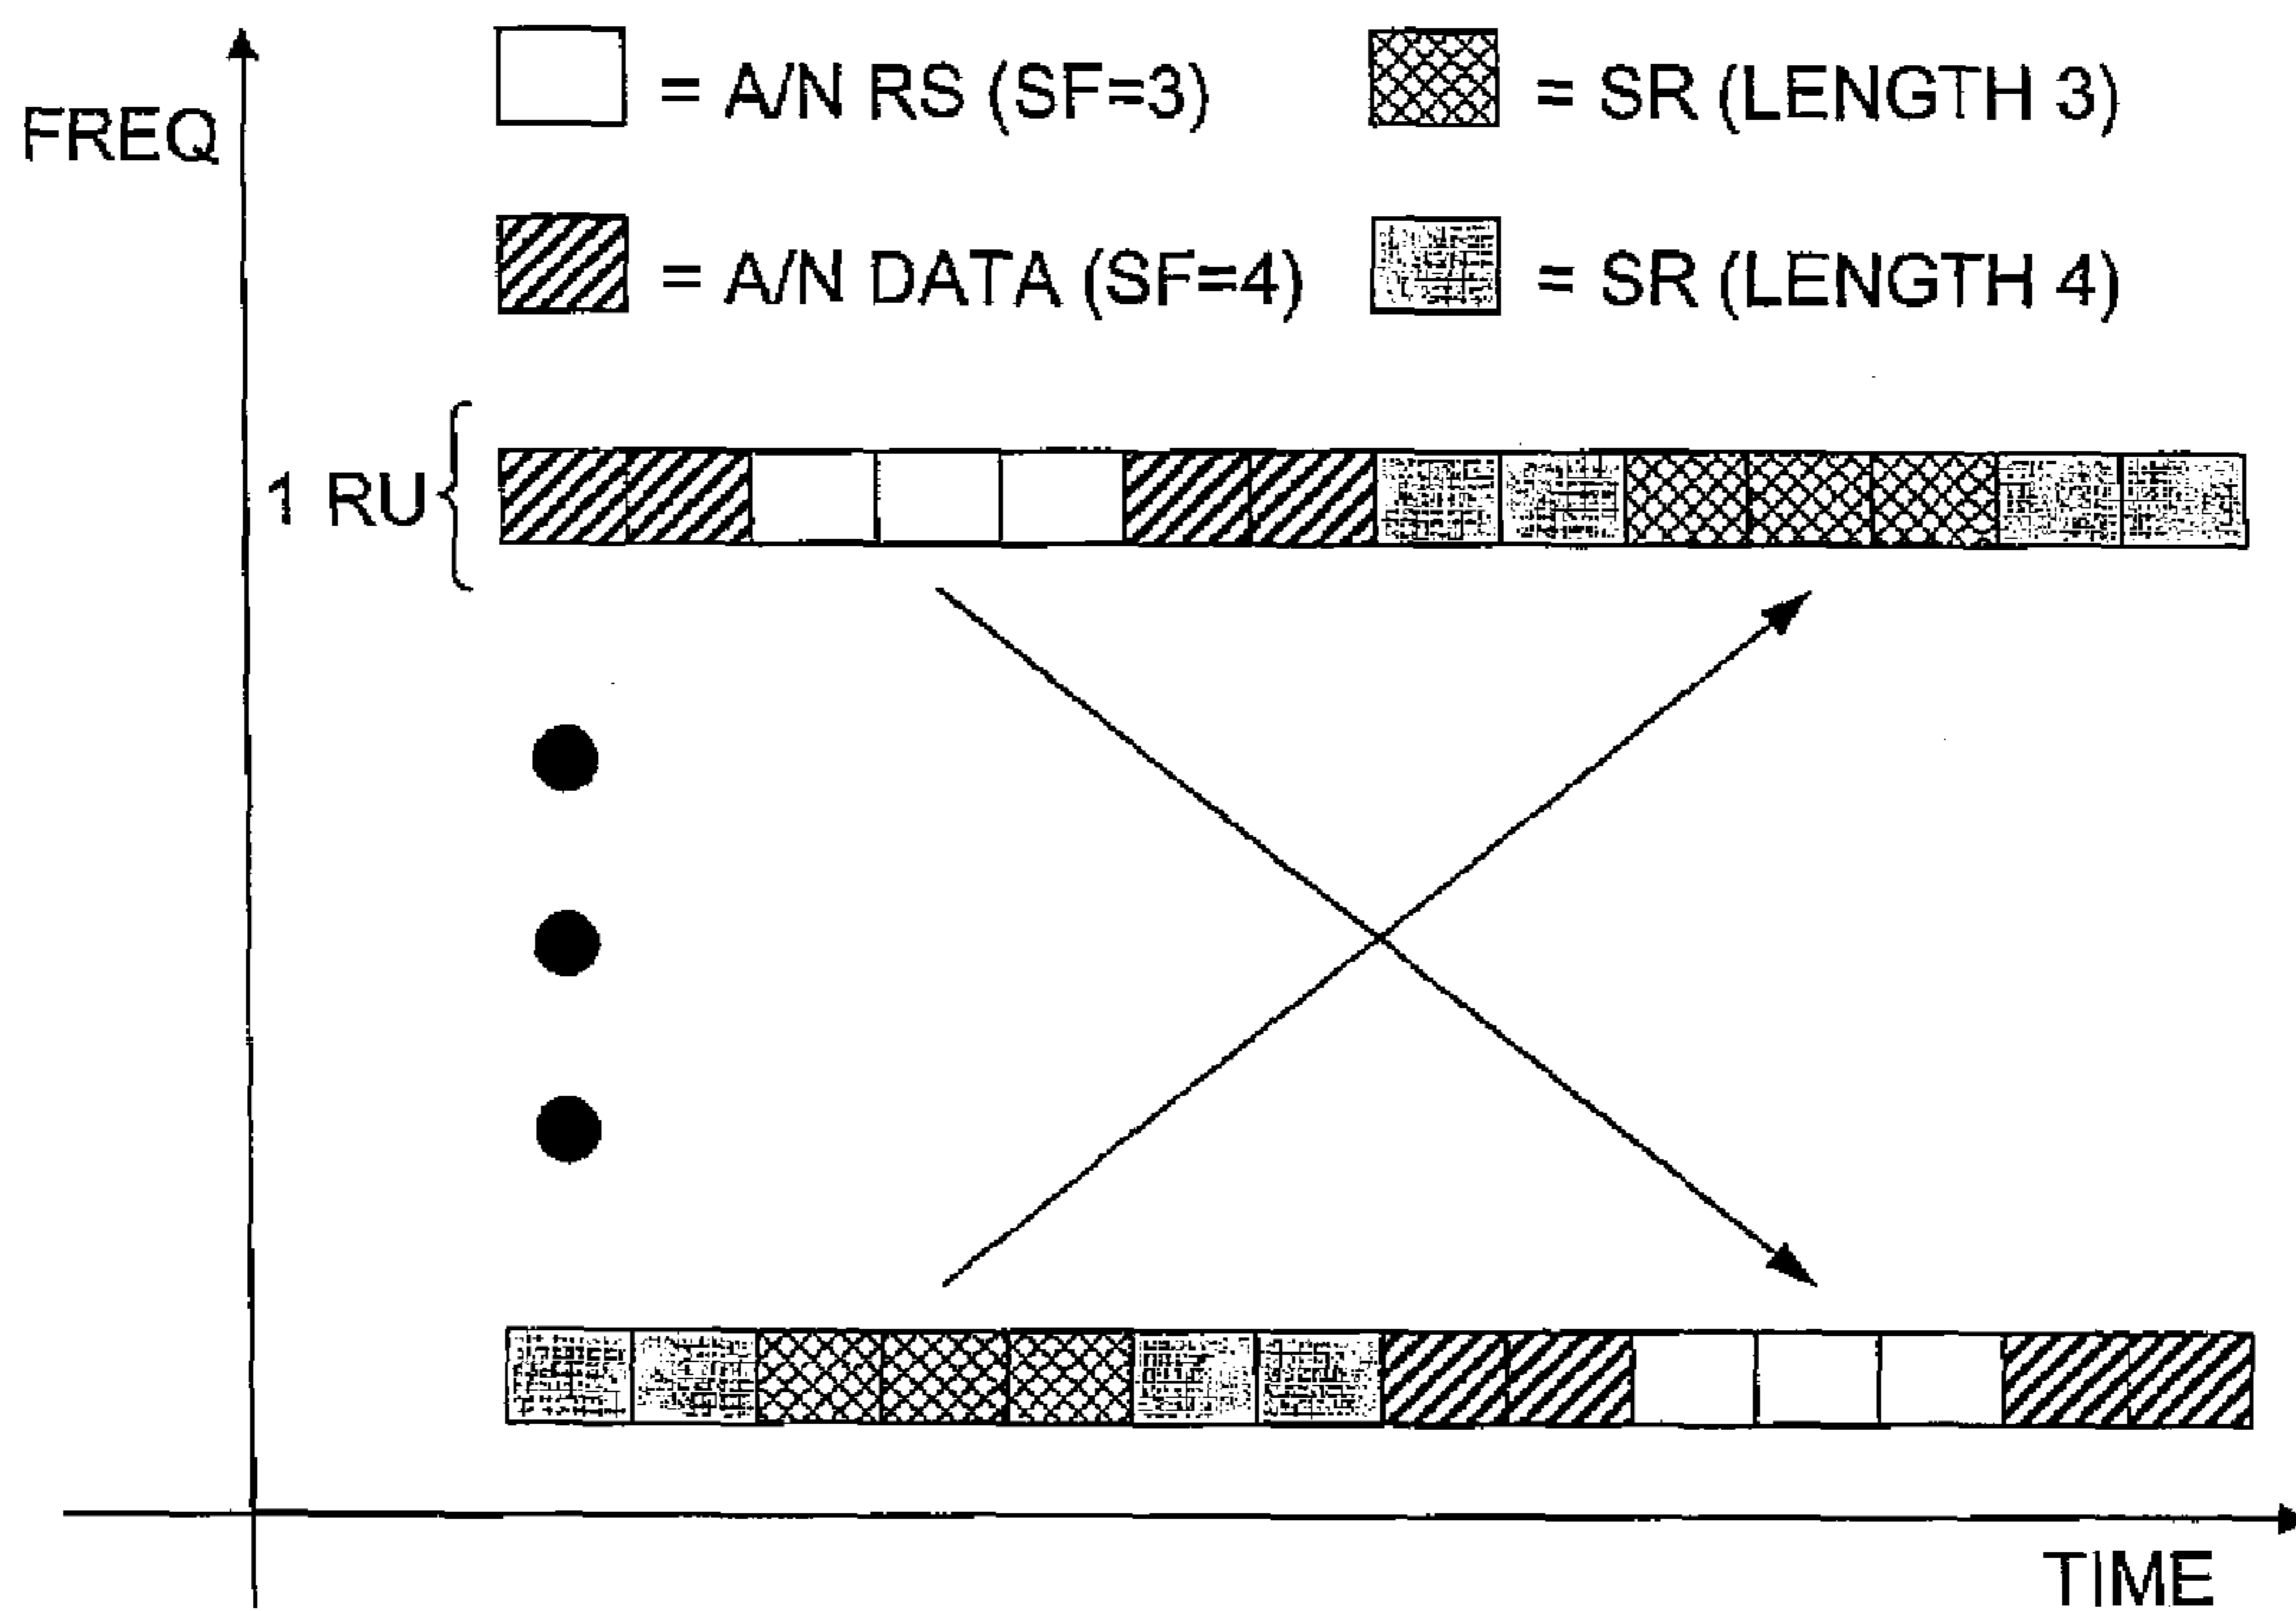 FREQ
= A/N RS (SF=3)
= SR (LENGTH 3)
= A/N DATA (SF=4)
= SR (LENGTH 4)
1 RU
TIME